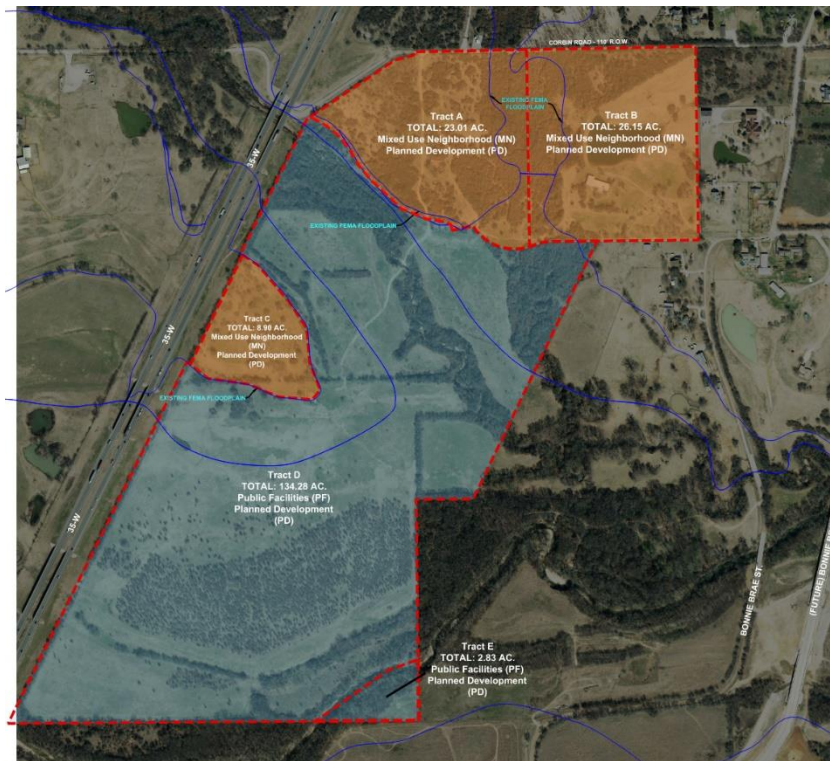 CORBIN ROAD - 110' R.O.W
EXISTING FEMA
FLOODPLAIN
Tract A
TOTAL: 23.01 AC.
Mixed Use Neighborhood (MN)
Planned Development (PD)
Tract B
TOTAL: 26.15 AC.
Mixed Use Neighborhood (MN)
Planned Development (PD)
35-W
EXISTING FEMA FLOODPLAIN
Tract C
TOTAL: 8.90 AC.
Mixed Use Neighborhood
(MN)
Planned Development
(PD)
35-W
EXISTING FEMA FLOODPLAIN
Tract D
TOTAL: 134.28 AC.
Public Facilities (PF)
Planned Development
(PD)
35-W
BONNIE BRAE ST.
(FUTURE) BONNIE
Tract E
TOTAL: 2.83 AC.
Public Facilities (PF)
Planned Development
(PD)